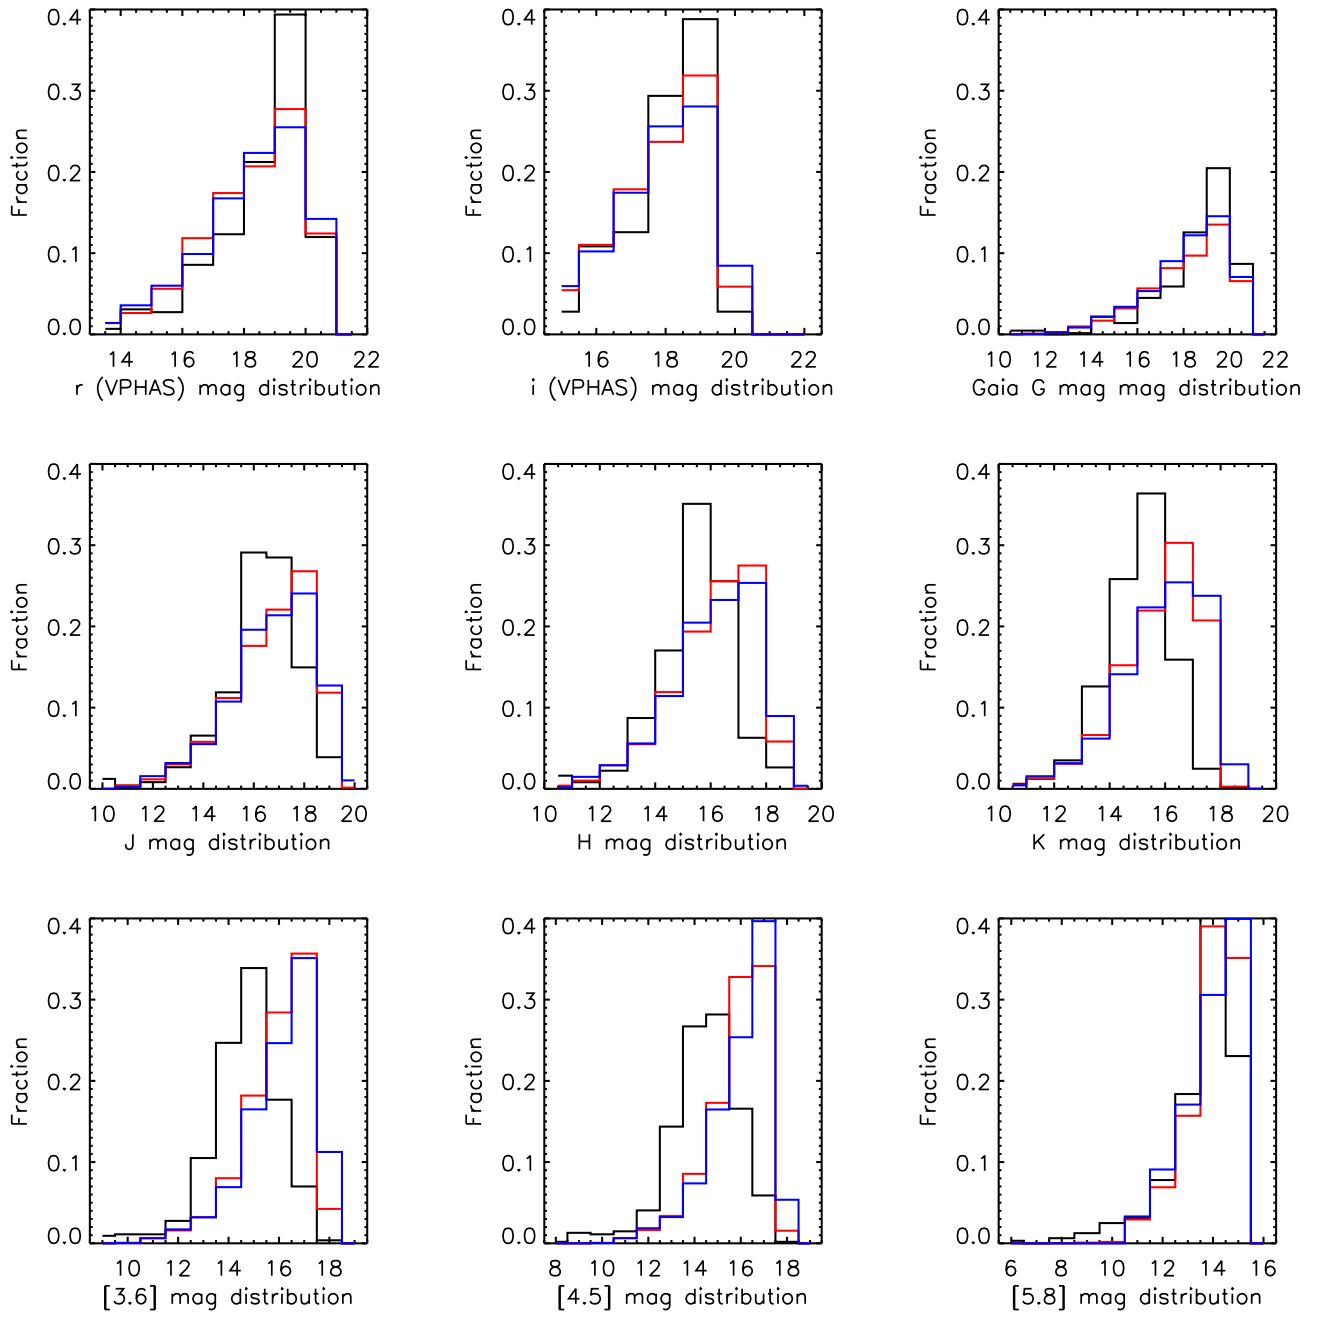 0.4
0.3
0.2
0.1
0.0
Fraction
14 16 18 20 22
r (VPHAS) mag distribution
0.4
0.3
0.2
0.1
0.0
Fraction
16 18 20 22
i (VPHAS) mag distribution
0.4
0.3
0.2
0.1
0.0
Fraction
10 12 14 16 18 20 22
Gaia G mag mag distribution
0.4
0.3
0.2
0.1
0.0
Fraction
10 12 14 16 18 20
J mag distribution
0.4
0.3
0.2
0.1
0.0
Fraction
10 12 14 16 18 20
H mag distribution
0.4
0.3
0.2
0.1
0.0
Fraction
10 12 14 16 18 20
K mag distribution
0.4
0.3
0.2
0.1
0.0
Fraction
10 12 14 16 18
[3.6] mag distribution
0.4
0.3
0.2
0.1
0.0
Fraction
8 10 12 14 16 18
[4.5] mag distribution
0.4
0.3
0.2
0.1
0.0
Fraction
6 8 10 12 14 16
[5.8] mag distribution